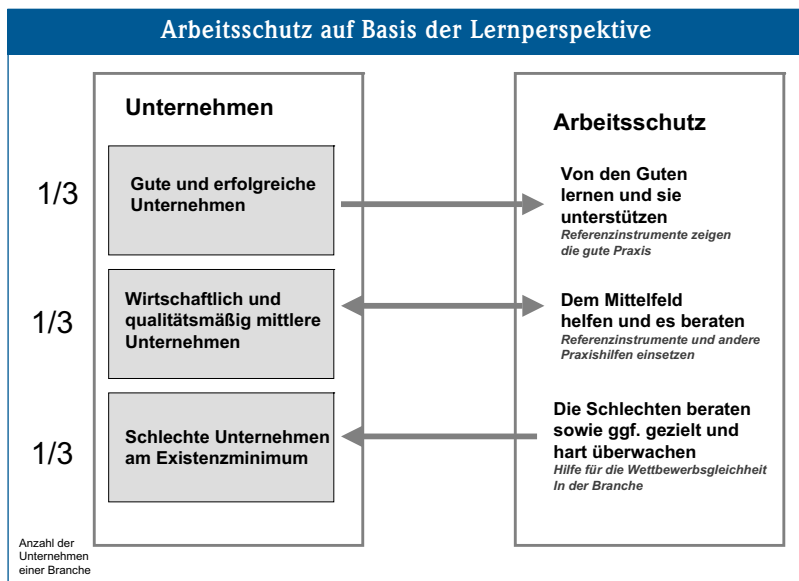 Arbeitsschutz auf Basis der Lernperspektive
Unternehmen
Arbeitsschutz
1/3
Gute und erfolgreiche
Unternehmen
Von den Guten
lernen und sie
unterstützen
Referenzinstrumente zeigen
die gute Praxis
1/3
Wirtschaftlich und
qualitätsmäßig mittlere
Unternehmen
Dem Mittelfeld
helfen und es beraten
Referenzinstrumente und andere
Praxishilfen einsetzen
1/3
Schlechte Unternehmen
am Existenzminimum
Die Schlechten beraten
sowie ggf. gezielt und
hart überwachen
Hilfe für die Wettbewerbsgleichheit
In der Branche
Anzahl der
Unternehmen
einer Branche